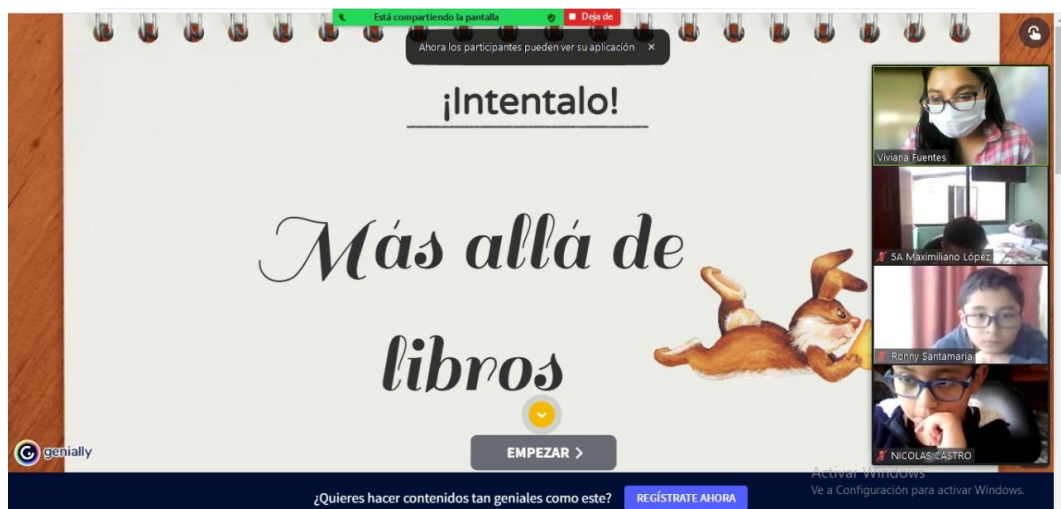 Está compartiendo la pantalla
Deja de
Ahora los participantes pueden ver su aplicación ×
¡Intentalo!
Más allá de
libros
EMPEZAR >
genially
¿Quieres hacer contenidos tan geniales como este?
REGÍSTRATE AHORA
Viviana Fuentes
5A Maximiliano López
Ronny Santamaria
NICOLAS CASTRO
Activar Windows
Ve a Configuración para activar Windows.